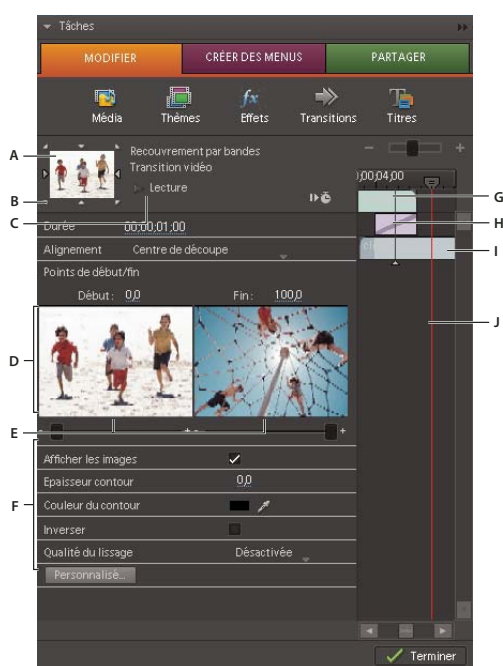 Tâches
MODIFIER
CRÉER DES MENUS
PARTAGER
Média
Thèmes
fx
Effets
Transitions
Titres
A
Recouvrement par bandes
Transition vidéo
Lecture
B
C
00;00;04;00
G
H
I
J
Durée 00;00;01;00
Alignement Centre de découpe
Points de début/fin
Début : 0,0 Fin : 100,0
D
E
F
Afficher les images
Epaisseur contour 0,0
Couleur du contour
Inverser
Qualité du lissage Désactivée
Personnalisé...
Terminer